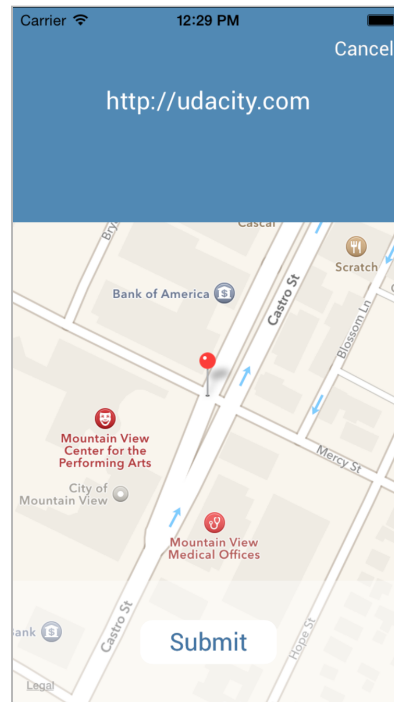 Carrier 12:29 PM
Cancel
http://udacity.com
Cascal
Scratch
Bank of America
Castro St
Blossom Ln
Mountain View
Center for the
Performing Arts
Mercy St
City of
Mountain View
Mountain View
Medical Offices
Castro St
Hope St
Submit
Legal